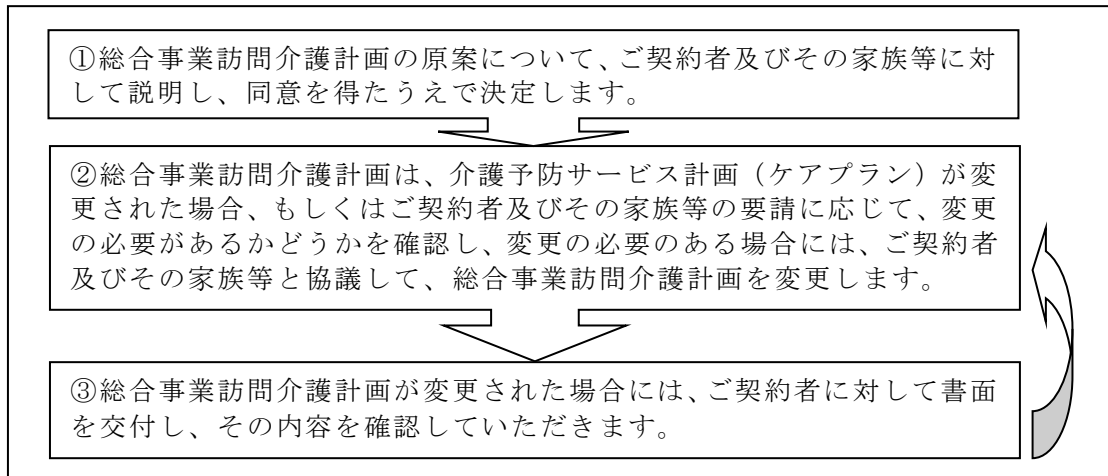 ①総合事業訪問介護計画の原案について、ご契約者及びその家族等に対
して説明し、同意を得たうえで決定します。
②総合事業訪問介護計画は、介護予防サービス計画（ケアプラン）が変
更された場合、もしくはご契約者及びその家族等の要請に応じて、変更
の必要があるかどうかを確認し、変更の必要のある場合には、ご契約者
及びその家族等と協議して、総合事業訪問介護計画を変更します。
③総合事業訪問介護計画が変更された場合には、ご契約者に対して書面
を交付し、その内容を確認していただきます。